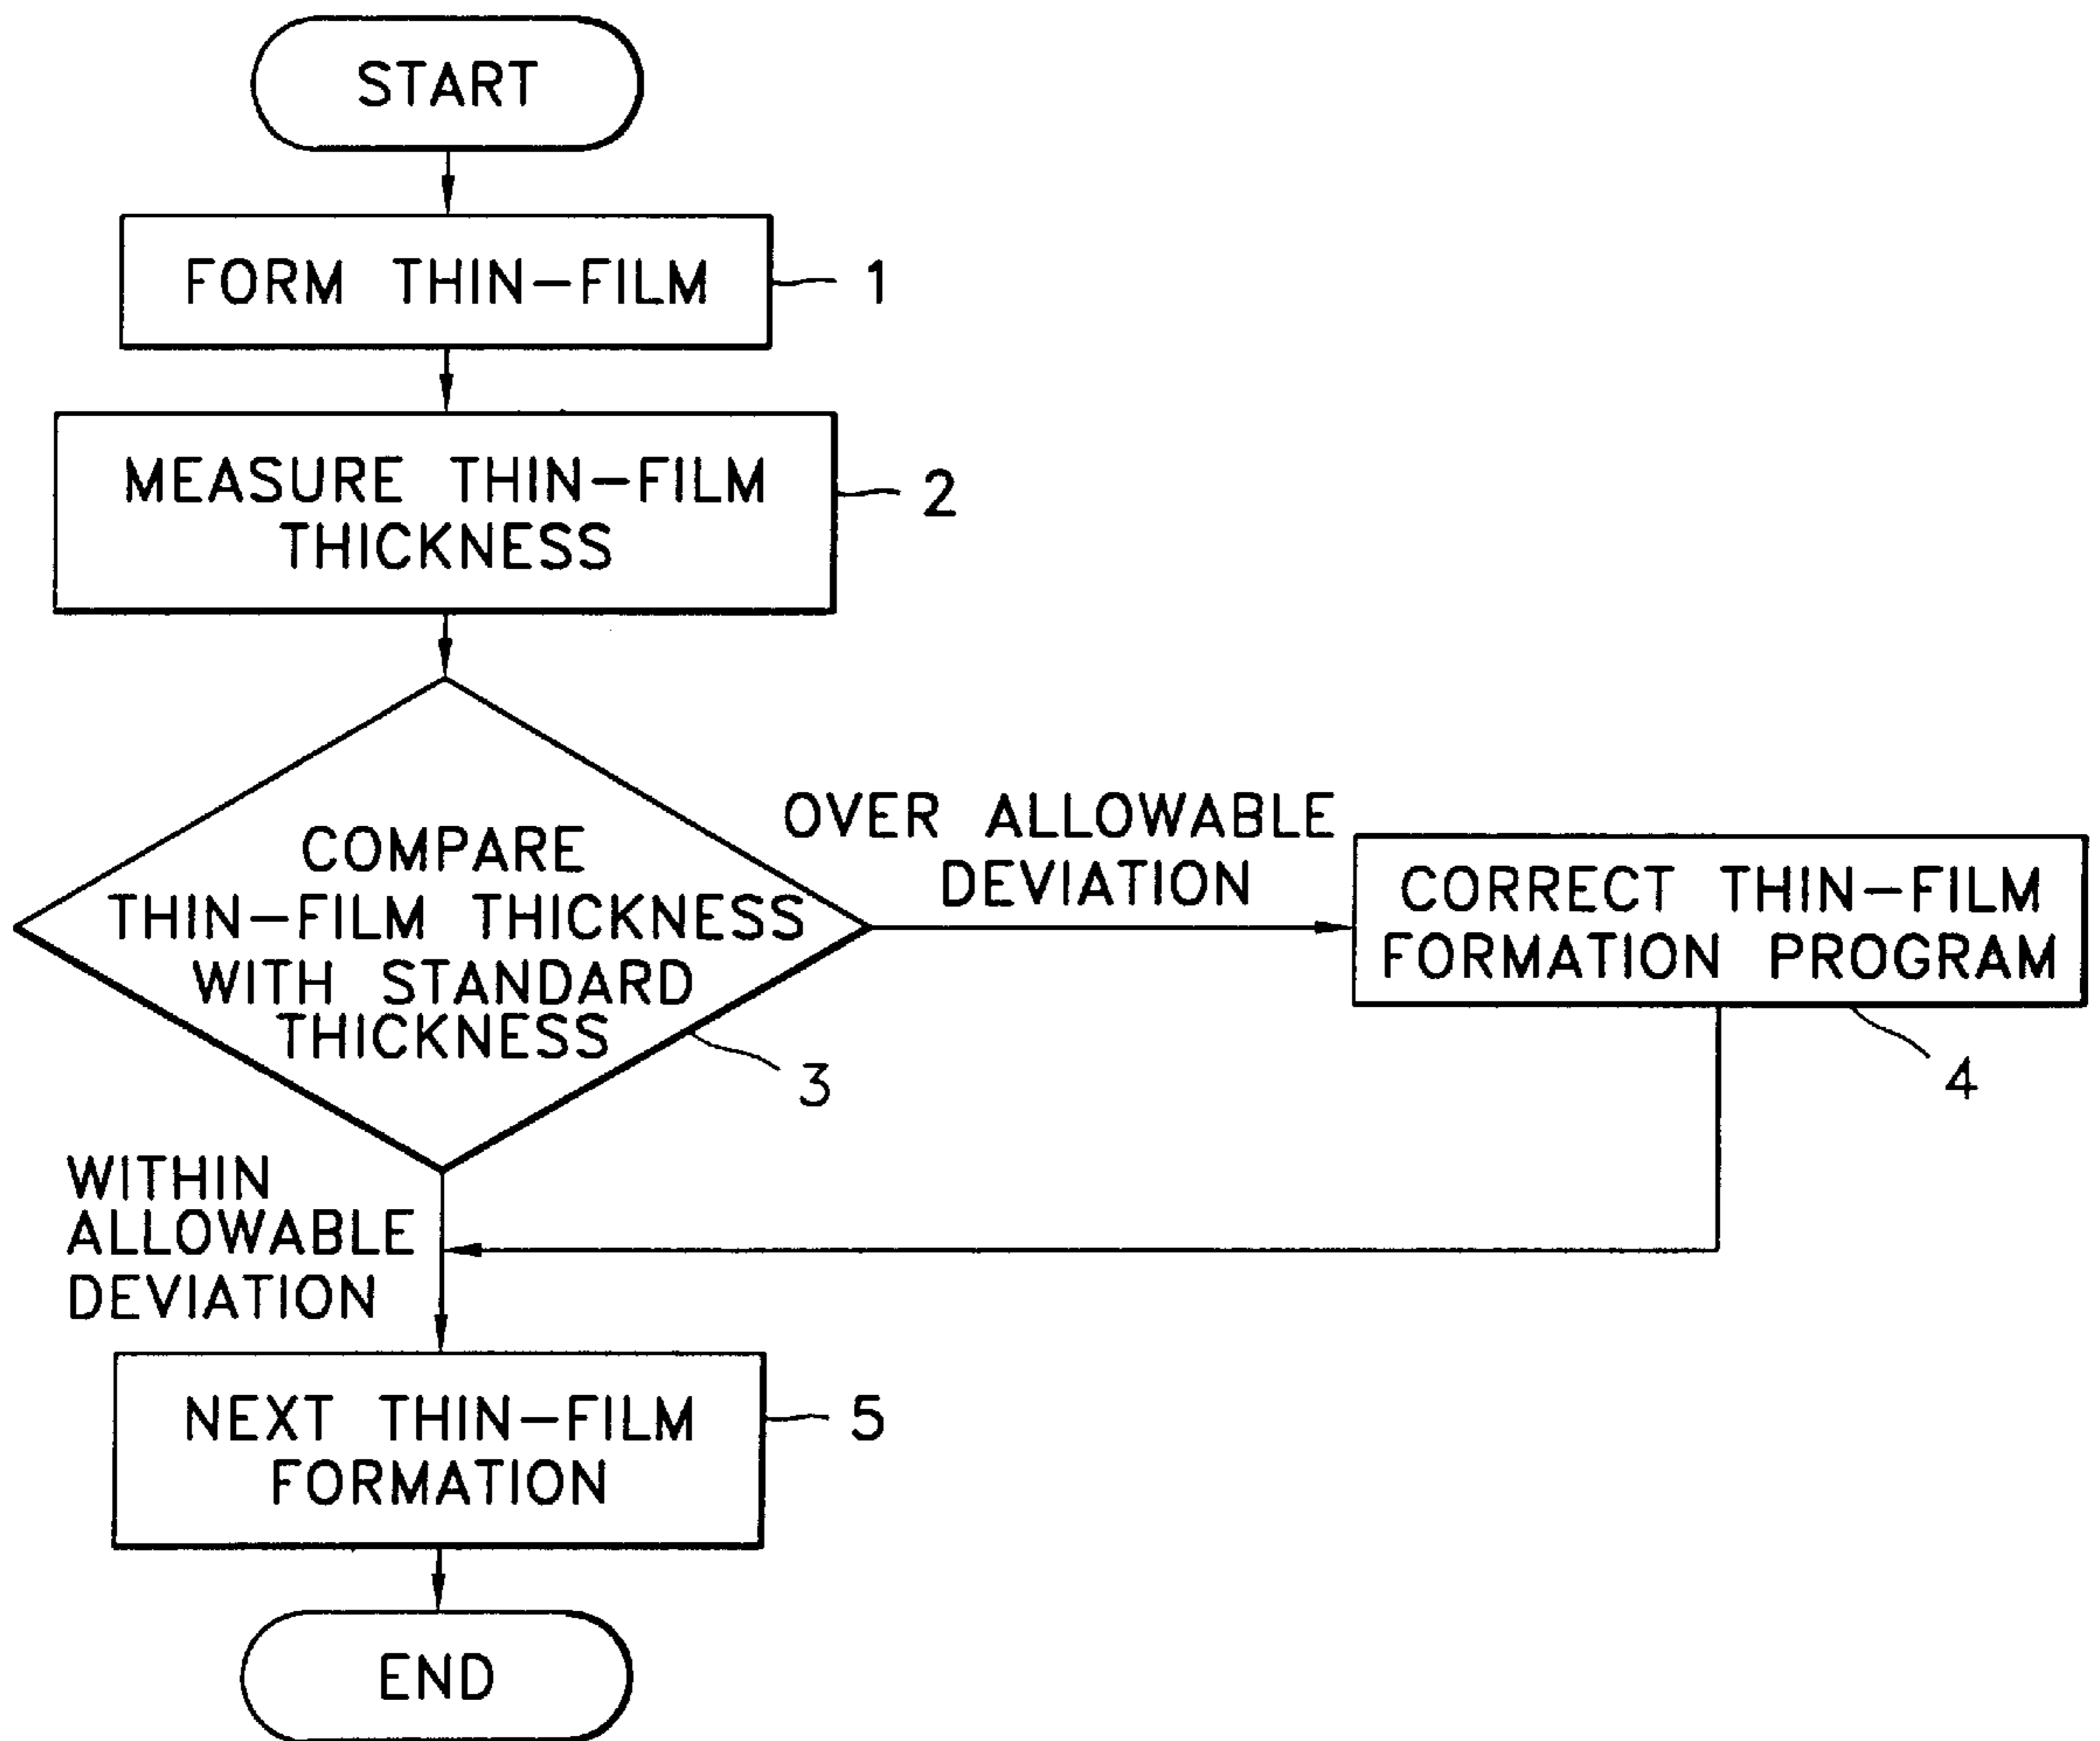 START
FORM THIN-FILM
1
MEASURE THIN-FILM
THICKNESS
2
COMPARE
THIN-FILM THICKNESS
WITH STANDARD
THICKNESS
3
OVER ALLOWABLE
DEVIATION
CORRECT THIN-FILM
FORMATION PROGRAM
4
WITHIN
ALLOWABLE
DEVIATION
NEXT THIN-FILM
FORMATION
5
END